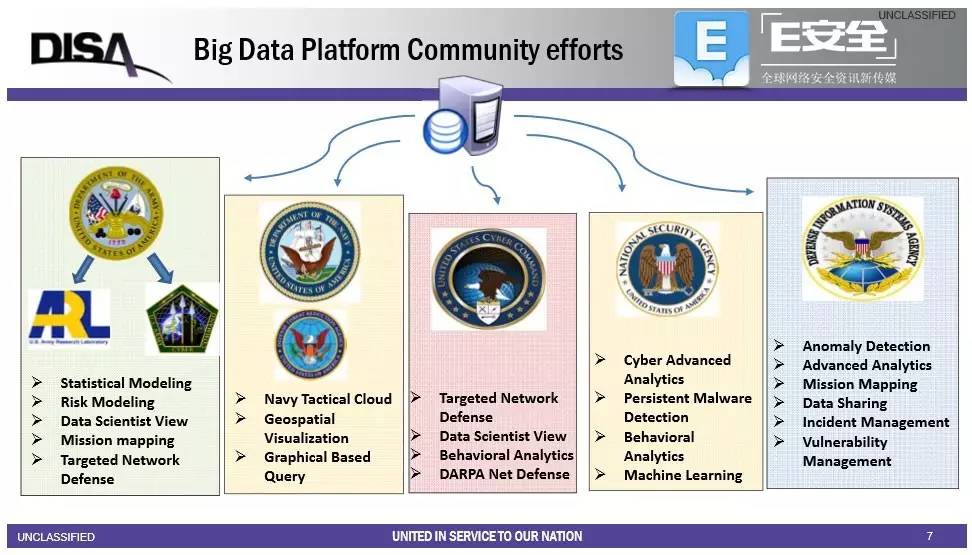 UNCLASSIFIED
DISA
Big Data Platform Community efforts
E
E安全
全球网络安全资讯新传媒
DEPARTMENT OF THE ARMY
UNITED STATES OF AMERICA
ARL
U.S. Army Research Laboratory
CYBER
Statistical Modeling
Risk Modeling
Data Scientist View
Mission mapping
Targeted Network
Defense
DEPARTMENT OF THE NAVY
UNITED STATES OF AMERICA
Navy Tactical Cloud
Geospatial
Visualization
Graphical Based
Query
UNITED STATES CYBER COMMAND
Targeted Network
Defense
Data Scientist View
Behavioral Analytics
DARPA Net Defense
NATIONAL SECURITY AGENCY
UNITED STATES OF AMERICA
Cyber Advanced
Analytics
Persistent Malware
Detection
Behavioral
Analytics
Machine Learning
DEFENSE INFORMATION SYSTEMS AGENCY
Anomaly Detection
Advanced Analytics
Mission Mapping
Data Sharing
Incident Management
Vulnerability
Management
UNCLASSIFIED
UNITED IN SERVICE TO OUR NATION
7